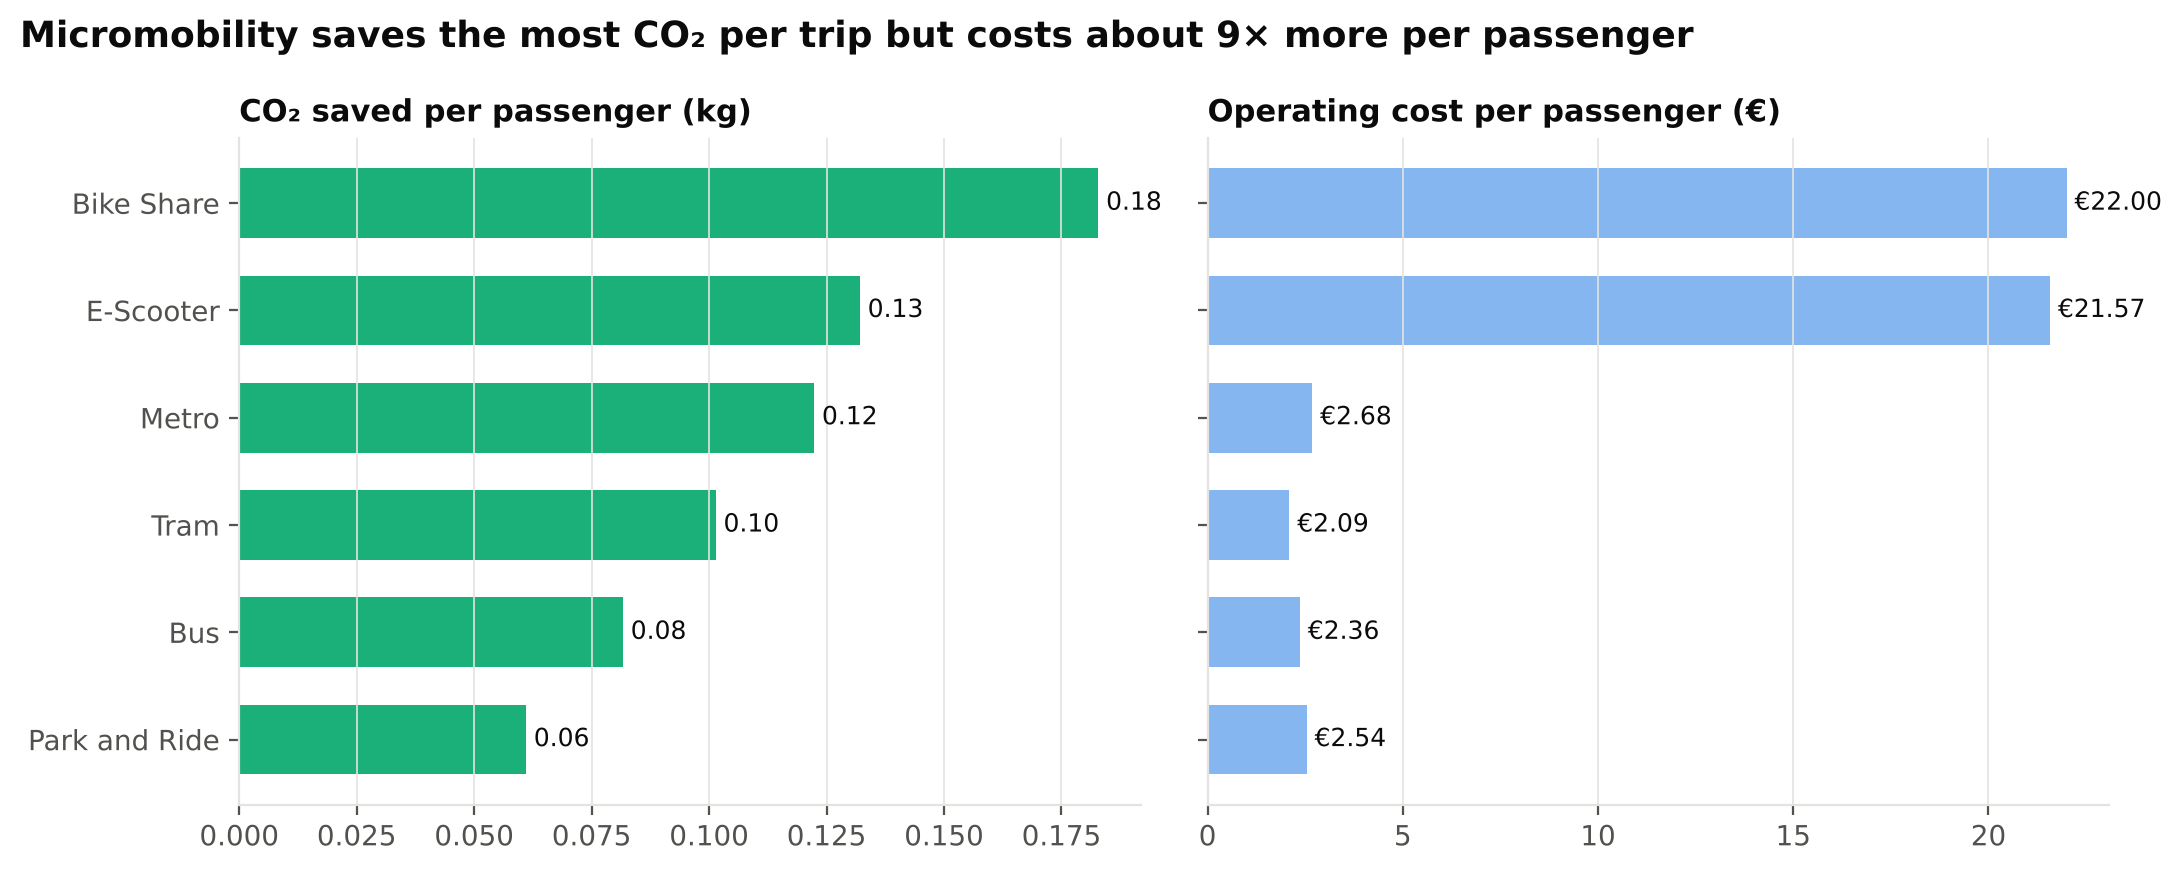 Micromobility saves the most CO₂ per trip but costs about 9× more per passenger
CO₂ saved per passenger (kg)
Bike Share
0.18
E-Scooter
0.13
Metro
0.12
Tram
0.10
Bus
0.08
Park and Ride
0.06
0.000 0.025 0.050 0.075 0.100 0.125 0.150 0.175
Operating cost per passenger (€)
€22.00
€21.57
€2.68
€2.09
€2.36
€2.54
0 5 10 15 20